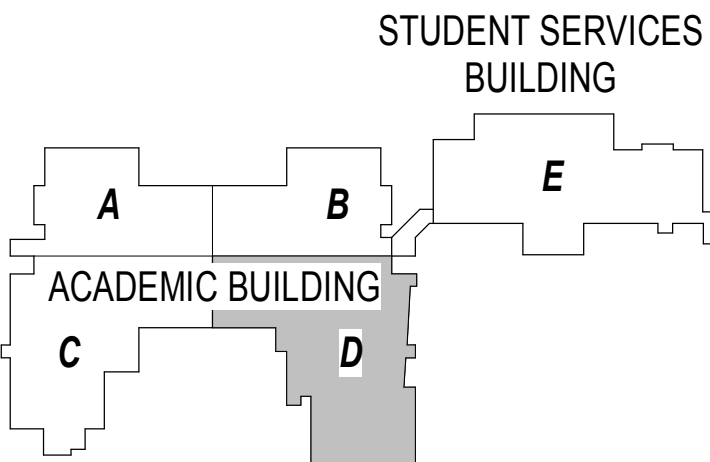 STUDENT SERVICES
BUILDING
A
B
E
ACADEMIC BUILDING
C
D